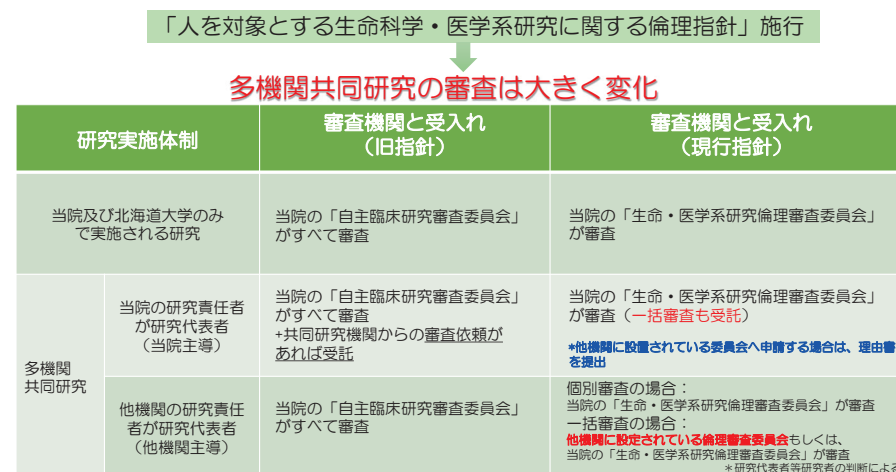 「人を対象とする生命科学・医学系研究に関する倫理指針」施行
多機関共同研究の審査は大きく変化
研究実施体制
審査機関と受入れ
（旧指針）
審査機関と受入れ
（現行指針）
当院及び北海道大学のみ
で実施される研究
当院の「自主臨床研究審査委員会」
がすべて審査
当院の「生命・医学系研究倫理審査委員会」
が審査
多機関
共同研究
当院の研究責任者
が研究代表者
（当院主導）
当院の「自主臨床研究審査委員会」
がすべて審査
+共同研究機関からの審査依頼が
あれば受託
当院の「生命・医学系研究倫理審査委員会」
が審査（一括審査も受託）
*他機関に設置されている委員会へ申請する場合は、理由書
を提出
他機関の研究責任
者が研究代表者
（他機関主導）
当院の「自主臨床研究審査委員会」
がすべて審査
個別審査の場合：
当院の「生命・医学系研究倫理審査委員会」が審査
一括審査の場合：
他機関に設定されている倫理審査委員会もしくは、
当院の「生命・医学系研究倫理審査委員会」が審査
＊研究代表者等研究者の判断による